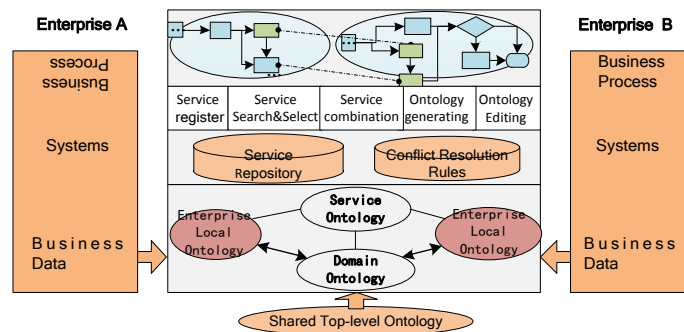 Enterprise A
Enterprise B
Business
Process
Systems
Business
Data
Service
register
Service
Search&Select
Service
combination
Ontology
generating
Ontology
Editing
Service
Repository
Conflict Resolution
Rules
Service
Ontology
Enterprise
Local
Ontology
Enterprise
Local
Ontology
Domain
Ontology
Business
Process
Systems
Business
Data
Shared Top-level Ontology